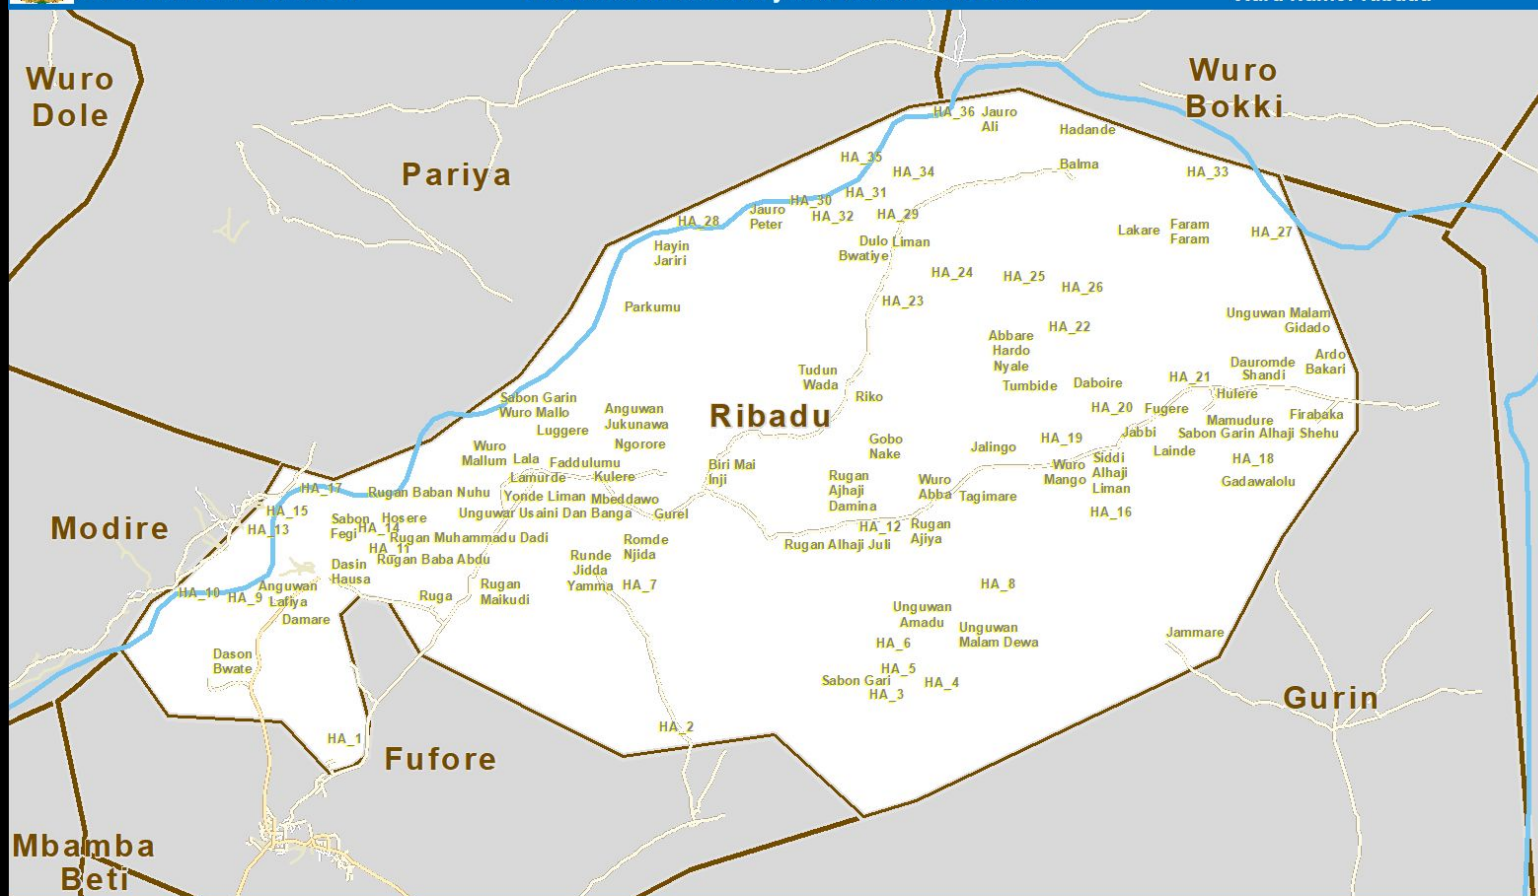 Wuro
Dole
Pariya
Wuro
Bokki
HA_36
Jauro
Ali
Hadande
Balma
HA_35
HA_34
HA_33
HA_31
HA_30
HA_32
HA_29
HA_28
Jauro
Peter
Hayin
Jariri
Dulo
Bwatiye
Liman
Lakare
Faram
Faram
HA_27
HA_24
HA_25
HA_26
HA_23
Parkumu
HA_22
Unguwan Malam
Gidado
Abbare
Hardo
Nyale
Tudun
Wada
Riko
Tumbide
Daboire
HA_21
Dauromde
Shandi
Ardo
Bakari
Hulere
HA_20
Fugere
Mamudure
Firabaka
Sabon Garin Alhaji Shehu
Sabon Garin
Wuro Mallo
Luggere
Anguwan
Jukunawa
Ngorore
Ribadu
Gobo
Nake
Jalingo
HA_19
Jabbi
Lainde
HA_18
Gadawalolu
Wuro
Mallum
Lala
Faddulumu
Lamurde
Kulere
Biri Mai
Inji
Rugan
Ajhaji
Damina
Wuro
Abba
Tagimare
Wuro
Mango
Siddi
Alhaji
Liman
HA_16
HA_17
Rugan Baban Nuhu
Yonde Liman
Mbeddawo
Unguwar Usaini Dan Banga
Gurel
Modire
HA_15
HA_13
Sabon
Fegi
Hosere
HA_14
Rugan Muhammadu Dadi
HA_11
Rugan Baba Abdu
Romde
Njida
HA_12
Rugan
Ajiya
Rugan Alhaji Juli
Dasin
Hausa
Runde
Jidda
Yamma
HA_7
HA_8
HA_10
HA_9
Anguwan
Lafiya
Damare
Ruga
Rugan
Maikudi
Unguwan
Amadu
Unguwan
Malam Dewa
Jammare
Dason
Bwate
HA_6
HA_5
Sabon Gari
HA_4
HA_3
Gurin
HA_1
HA_2
Fufore
Mbamba
Beti